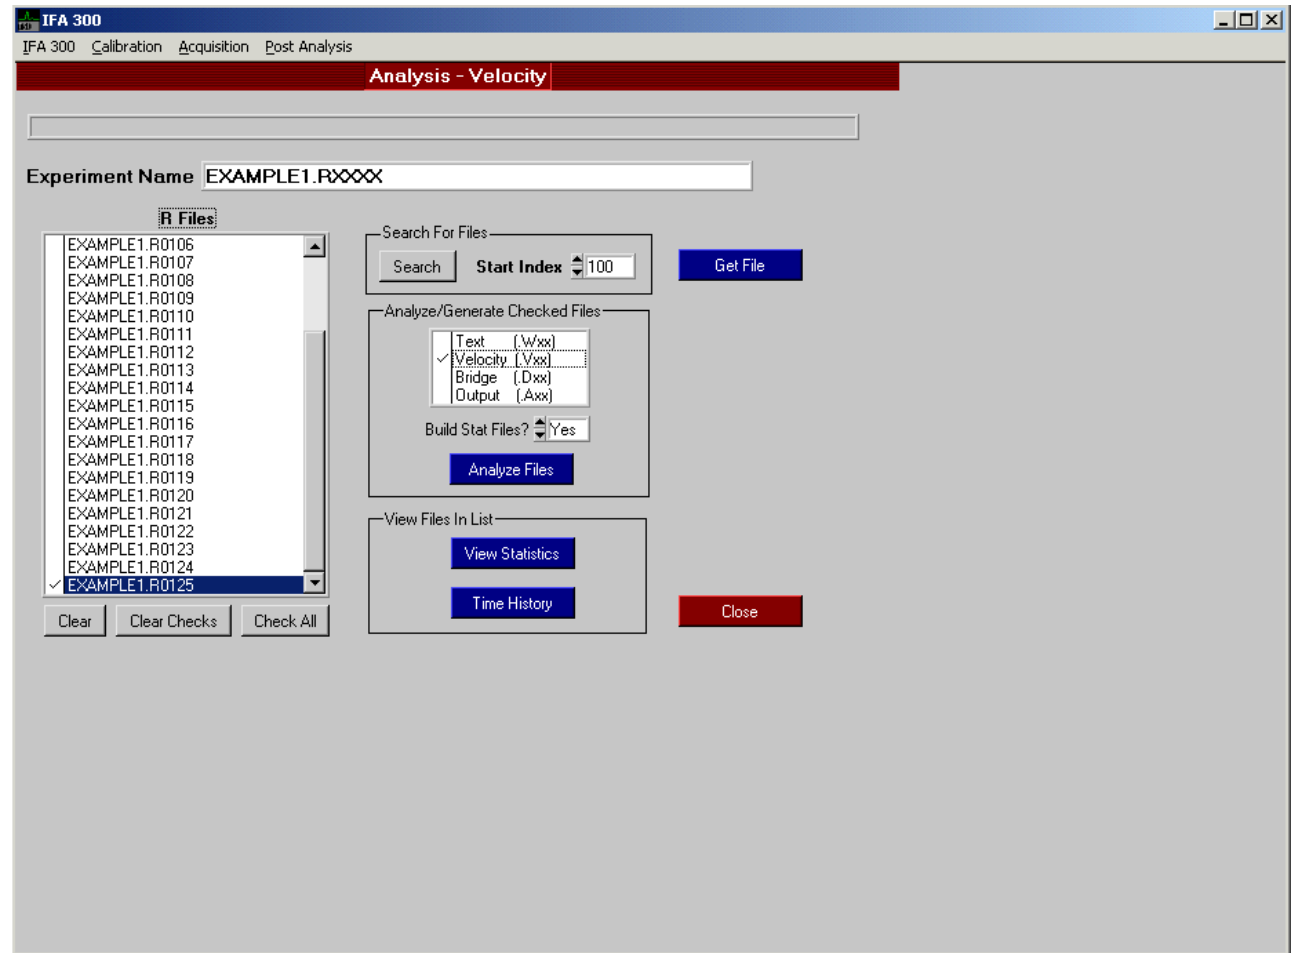 IFA 300
IFA 300 Calibration Acquisition Post Analysis
Analysis - Velocity
Experiment Name EXAMPLE1.RXXXX
R Files
EXAMPLE1.R0106
EXAMPLE1.R0107
EXAMPLE1.R0108
EXAMPLE1.R0109
EXAMPLE1.R0110
EXAMPLE1.R0111
EXAMPLE1.R0112
EXAMPLE1.R0113
EXAMPLE1.R0114
EXAMPLE1.R0115
EXAMPLE1.R0116
EXAMPLE1.R0117
EXAMPLE1.R0118
EXAMPLE1.R0119
EXAMPLE1.R0120
EXAMPLE1.R0121
EXAMPLE1.R0122
EXAMPLE1.R0123
EXAMPLE1.R0124
EXAMPLE1.R0125
Clear Clear Checks Check All
Search For Files
Search Start Index 100
Get File
Analyze/Generate Checked Files
Text (.Wxx)
Velocity (.Vxx)
Bridge (.Dxx)
Output (.Axx)
Build Stat Files? Yes
Analyze Files
View Files In List
View Statistics
Time History
Close